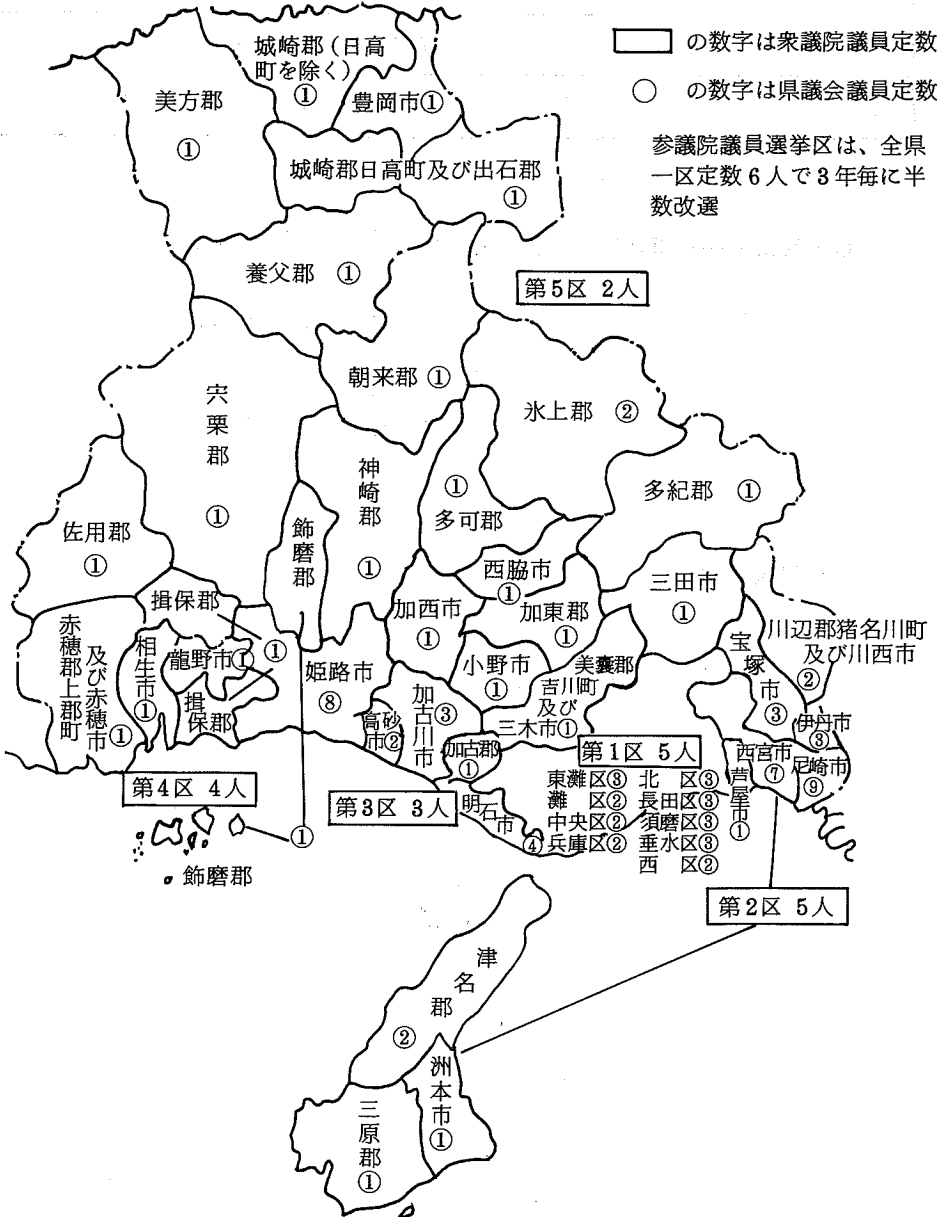 の数字は衆議院議員定数
○ の数字は県議会議員定数
参議院議員選挙区は、全県
一区定数6人で3年毎に半
数改選
城崎郡(日高
町を除く)
①
豊岡市①
美方郡
①
城崎郡日高町及び出石郡
①
養父郡 ①
第5区 2人
朝来郡 ①
氷上郡 ②
宍粟郡
①
神崎郡
①
飾磨郡
①
多可郡
多紀郡 ①
佐用郡
①
西脇市
①
三田市
①
加西市
①
加東郡
①
揖保郡
①
赤穂郡上郡町
及び赤穂市
①
相生市
①
龍野市①
揖保郡
姫路市
⑧
小野市
①
美嚢郡
吉川町
及び
三木市①
宝塚市
③
川辺郡猪名川町
及び川西市
②
伊丹市
③
高砂
市②
加古川市
③
加古郡
①
西宮市
⑦
尼崎市
⑨
芦屋市
①
第1区 5人
東灘区③ 北 区③
灘 区② 長田区③
中央区② 須磨区③
兵庫区② 垂水区③
西 区②
明石市
④
第4区 4人
第3区 3人
①
飾磨郡
第2区 5人
津名郡
②
洲本市
①
三原郡
①